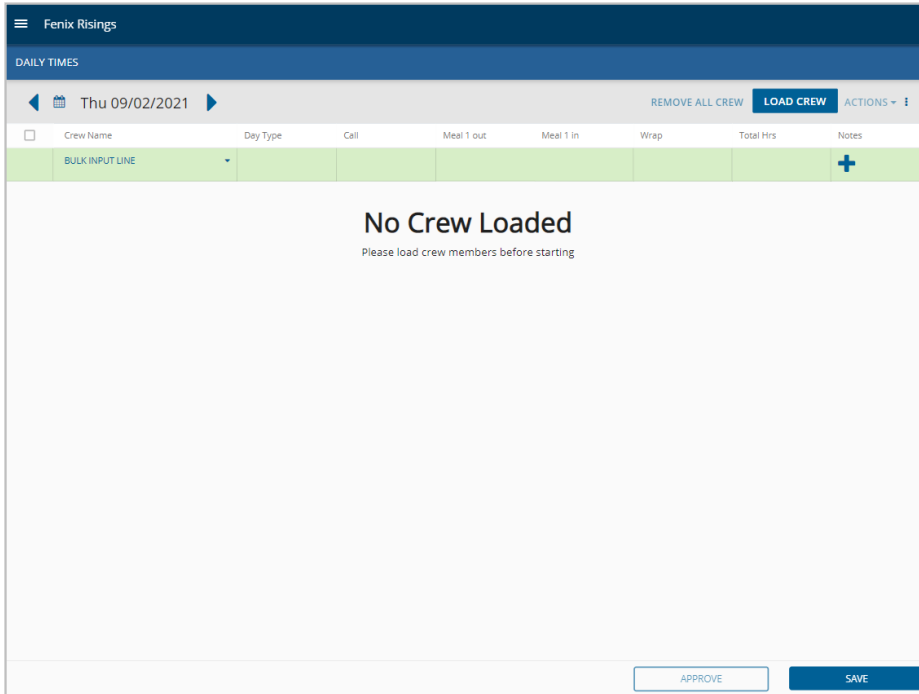 Fenix Risings
DAILY TIMES
Thu 09/02/2021 REMOVE ALL CREW LOAD CREW ACTIONS
Crew Name Day Type Call Meal 1 out Meal 1 in Wrap Total Hrs Notes
BULK INPUT LINE
No Crew Loaded
Please load crew members before starting
APPROVE SAVE